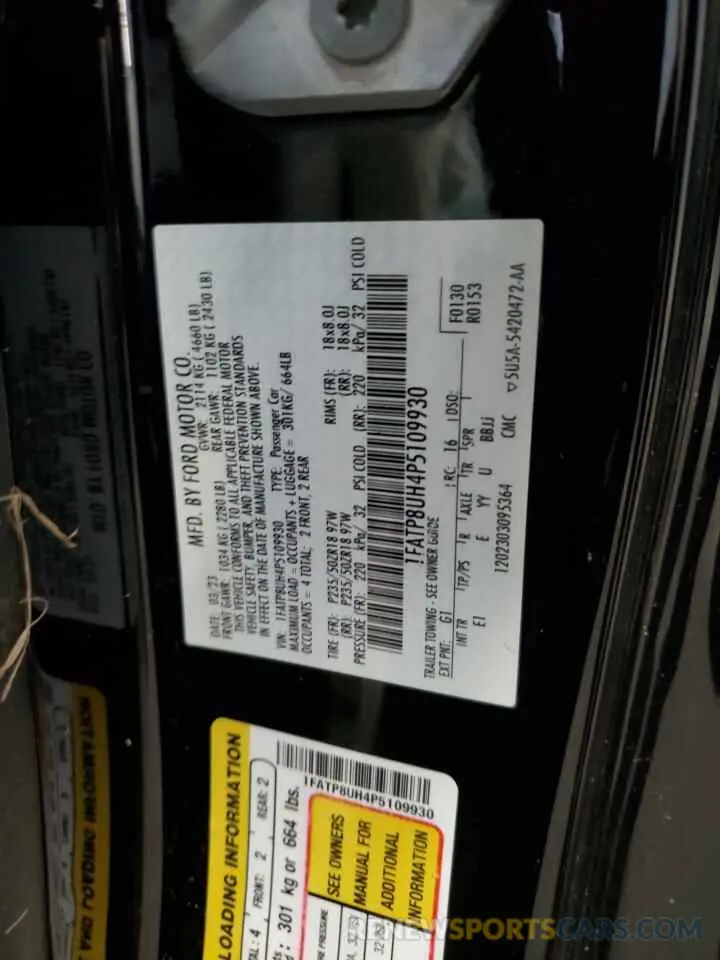 MFD. BY FORD MOTOR CO.
DATE: 03/23 GVWR: 2114 KG ( 4660 LB)
FRONT GAWR: 1034 KG ( 2280 LB) REAR GAWR: 1102 KG ( 2430 LB)
THIS VEHICLE CONFORMS TO ALL APPLICABLE FEDERAL MOTOR
VEHICLE SAFETY, BUMPER, AND THEFT PREVENTION STANDARDS
IN EFFECT ON THE DATE OF MANUFACTURE SHOWN ABOVE.
VIN: 1FATP8UH4P5109930 TYPE: Passenger Car
MAXIMUM LOAD = OCCUPANTS + LUGGAGE = 301KG/ 664LB
OCCUPANTS = 4 TOTAL: 2 FRONT, 2 REAR
TIRE (FR): P235/50ZR18 97W RIMS (FR): 18x8.0J
(RR): P235/50ZR18 97W (RR): 18x8.0J
PRESSURE (FR): 220 kPa/ 32 PSI COLD (RR): 220 kPa/ 32 PSI COLD
1FATP8UH4P5109930
TRAILER TOWING - SEE OWNER GUIDE
F0130
R0153
EXT PNT: G1 RC: 16 DSO:
INT TR TP/PS R AXLE TR SPR
EI E YY U BBJJ
1202303095364 CMC ▽5U5A-5420472-AA
LOADING INFORMATION
1FATP8UH4P5109930
TAL: 4 FRONT: 2 REAR: 2
: 301 kg or 664 lbs.
PRESSURE
SEE OWNERS
MANUAL FOR
ADDITIONAL
INFORMATION
RENEWSPORTSCARS.COM